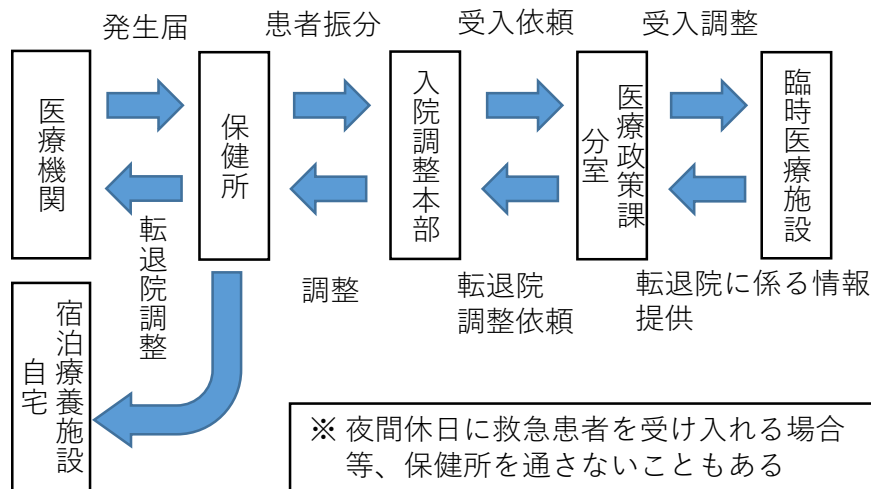 発生届
患者振分
受入依頼
受入調整
医療機関
保健所
入院調整本部
医療政策課
分室
臨時医療施設
転退院調整
調整
転退院
調整依頼
転退院に係る情報
提供
宿泊療養施設
自宅
※ 夜間休日に救急患者を受け入れる場合
等、保健所を通さないこともある